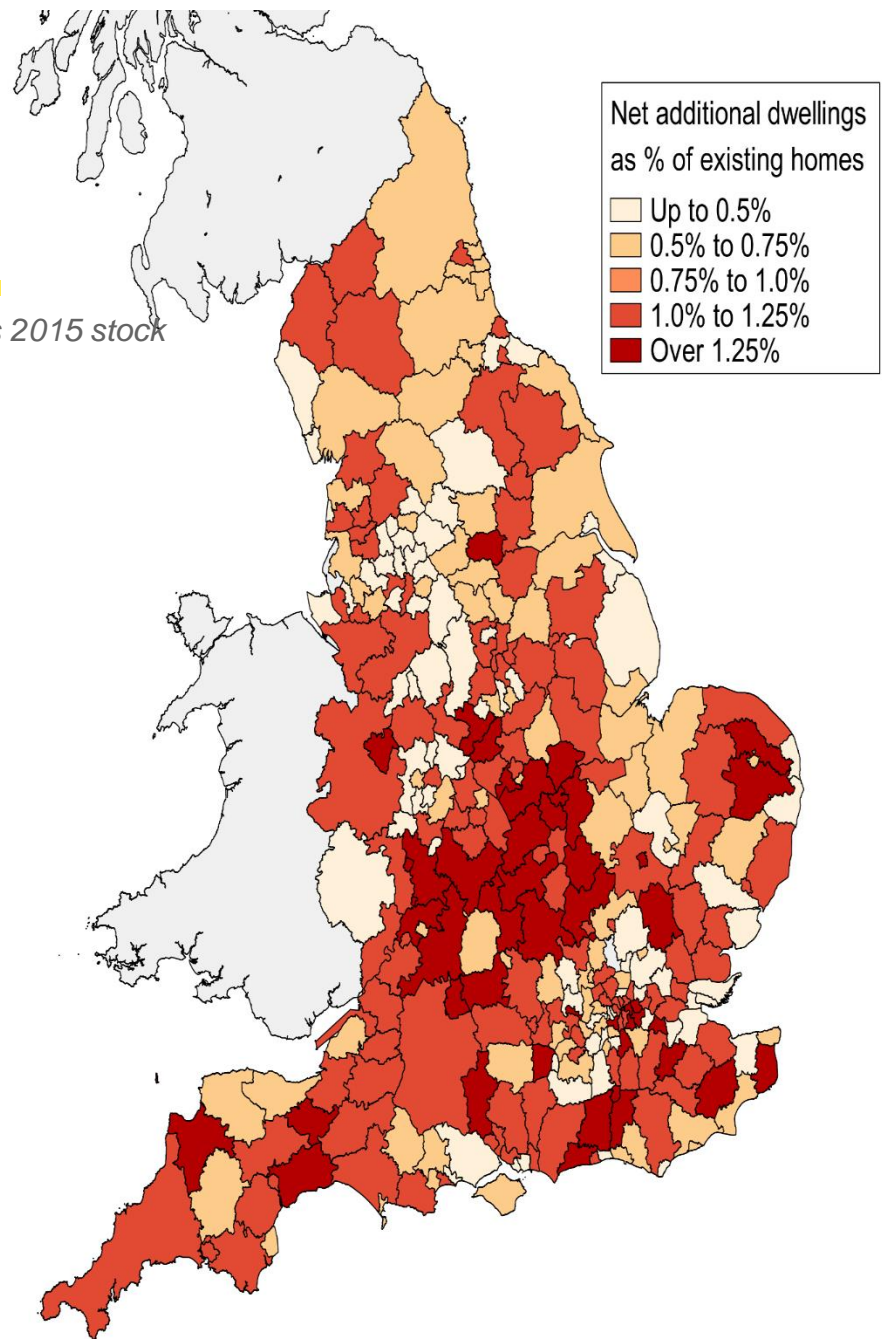 Net additional dwellings
as % of existing homes
Up to 0.5%
0.5% to 0.75%
0.75% to 1.0%
1.0% to 1.25%
Over 1.25%
2015 stock